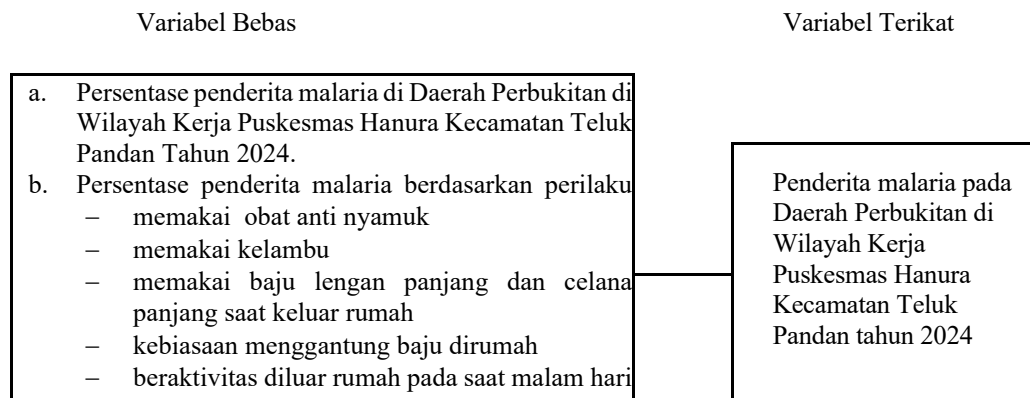 Variabel Bebas
Variabel Terikat
a. Persentase penderita malaria di Daerah Perbukitan di
Wilayah Kerja Puskesmas Hanura Kecamatan Teluk
Pandan Tahun 2024.
b. Persentase penderita malaria berdasarkan perilaku
– memakai obat anti nyamuk
– memakai kelambu
– memakai baju lengan panjang dan celana
panjang saat keluar rumah
– kebiasaan menggantung baju dirumah
– beraktivitas diluar rumah pada saat malam hari
Penderita malaria pada
Daerah Perbukitan di
Wilayah Kerja
Puskesmas Hanura
Kecamatan Teluk
Pandan tahun 2024